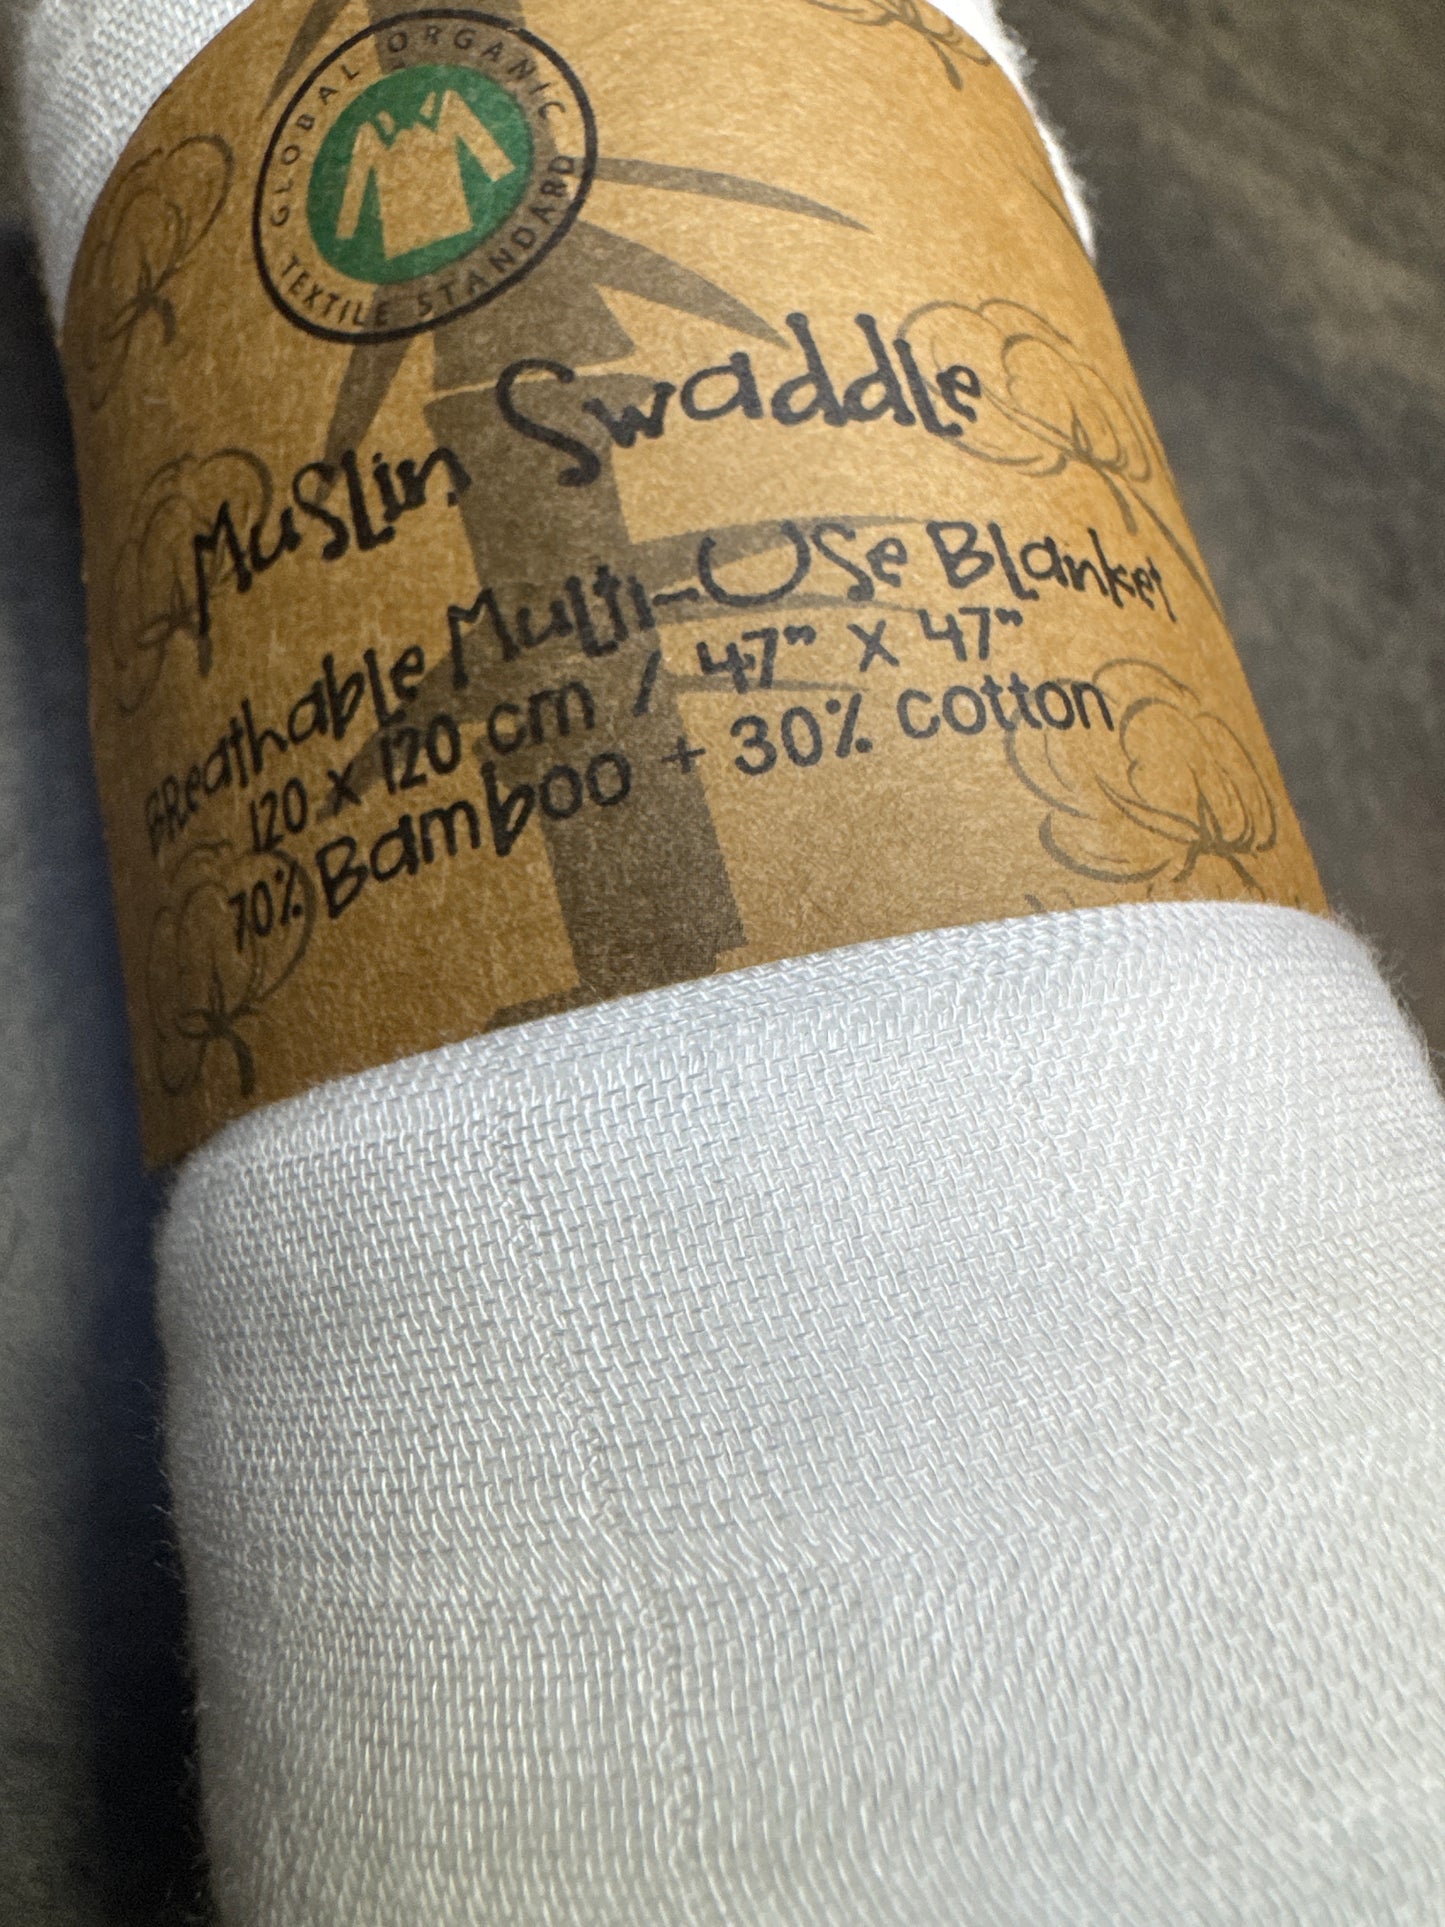 GLOBAL ORGANIC TEXTILE STANDARD
Muslin Swaddle
Breathable Multi-Use Blanket
120 x 120 cm / 47" x 47"
70% Bamboo + 30% cotton